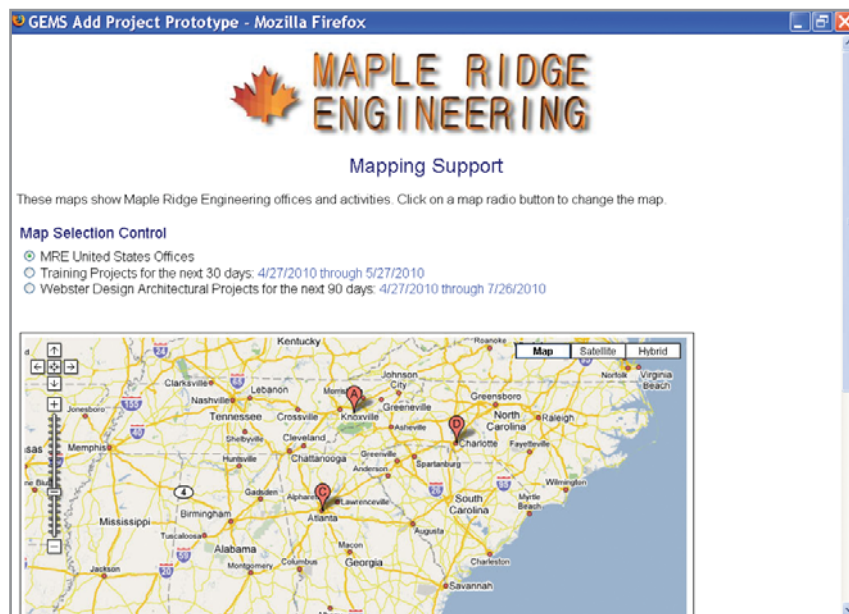 GEMS Add Project Prototype - Mozilla Firefox
MAPLE RIDGE
ENGINEERING
Mapping Support
These maps show Maple Ridge Engineering offices and activities. Click on a map radio button to change the map.
Map Selection Control
MRE United States Offices
Training Projects for the next 30 days: 4/27/2010 through 5/27/2010
Webster Design Architectural Projects for the next 90 days: 4/27/2010 through 7/26/2010
Kentucky
Roanoke
Map Satellite Hybrid
Norfolk Virginia
Beach
Clarksville
Lebanon
Johnson
City
Greensboro
Jonesboro
155
Nashville
A
Greeneville
North
Carolina
Raleigh
Tennessee
Crossville
Knoxville
D
40
Shelbyville
Cleveland
Asheville
Charlotte
Fayetteville
Memphis
Huntsville
Chattanooga
Greenville
Anderson
Spartanburg
Wilmington
4
Gadsden
C
Lawrenceville
South
Carolina
Myrtle
Beach
Mississippi
Birmingham
Atlanta
Tuscaloosa
Augusta
Alabama
Macon
Jackson
Montgomery
Columbus
Georgia
Charleston
Savannah